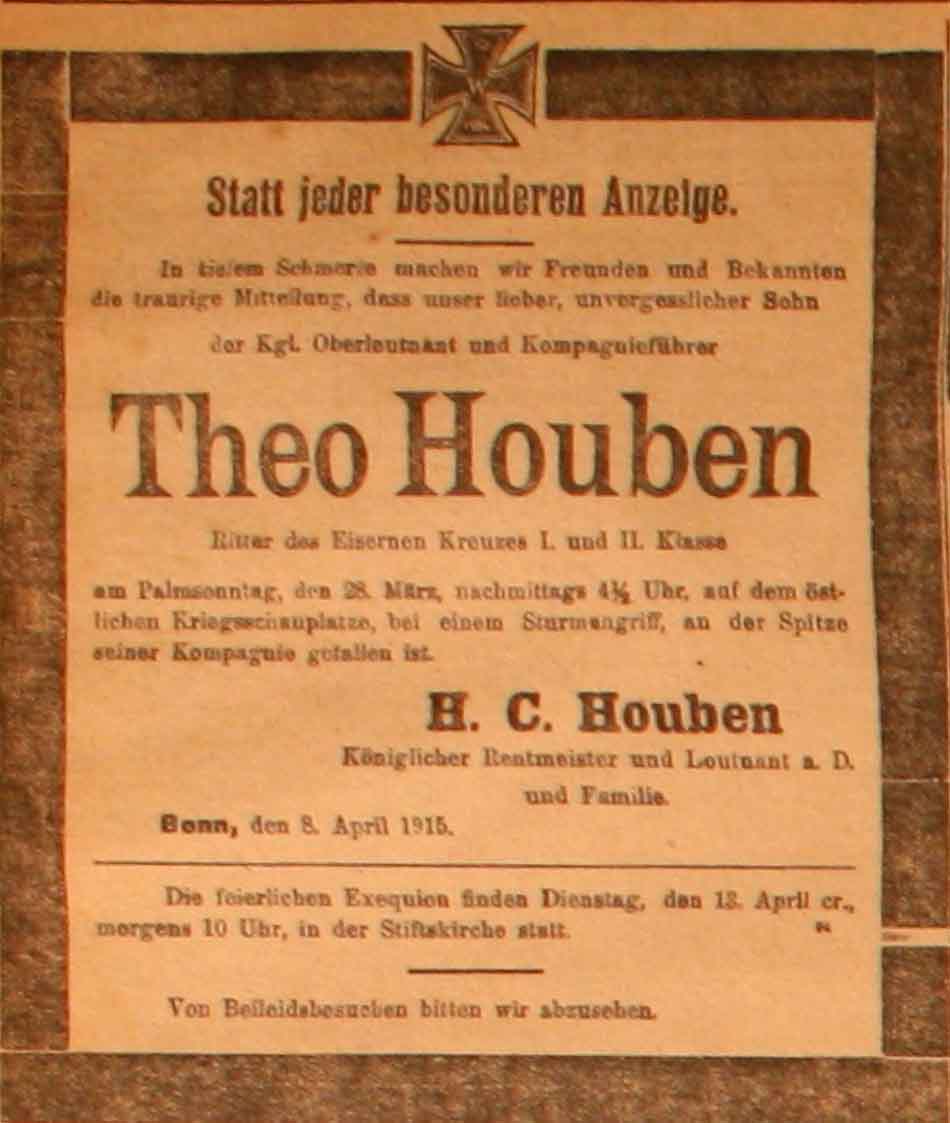 Statt jeder besonderen Anzeige.
In tiefem Schmerze machen wir Freunden und Bekannten
die traurige Mitteilung, dass unser lieber, unvergesslicher Sohn
der Kgl. Oberleutnant und Kompagnieführer
Theo Houben
Ritter des Eisernen Kreuzes I. und II. Klasse
am Palmsonntag, den 28. März, nachmittags 4½ Uhr, auf dem öst-
lichen Kriegsschauplatze, bei einem Sturmangriff, an der Spitze
seiner Kompagnie gefallen ist.
H. C. Houben
Königlicher Rentmeister und Leutnant a. D.
und Familie.
Bonn, den 8. April 1915.
Die feierlichen Exequien finden Dienstag, den 13. April cr.,
morgens 10 Uhr, in der Stiftskirche statt.
Von Beileidsbesuchen bitten wir abzusehen.